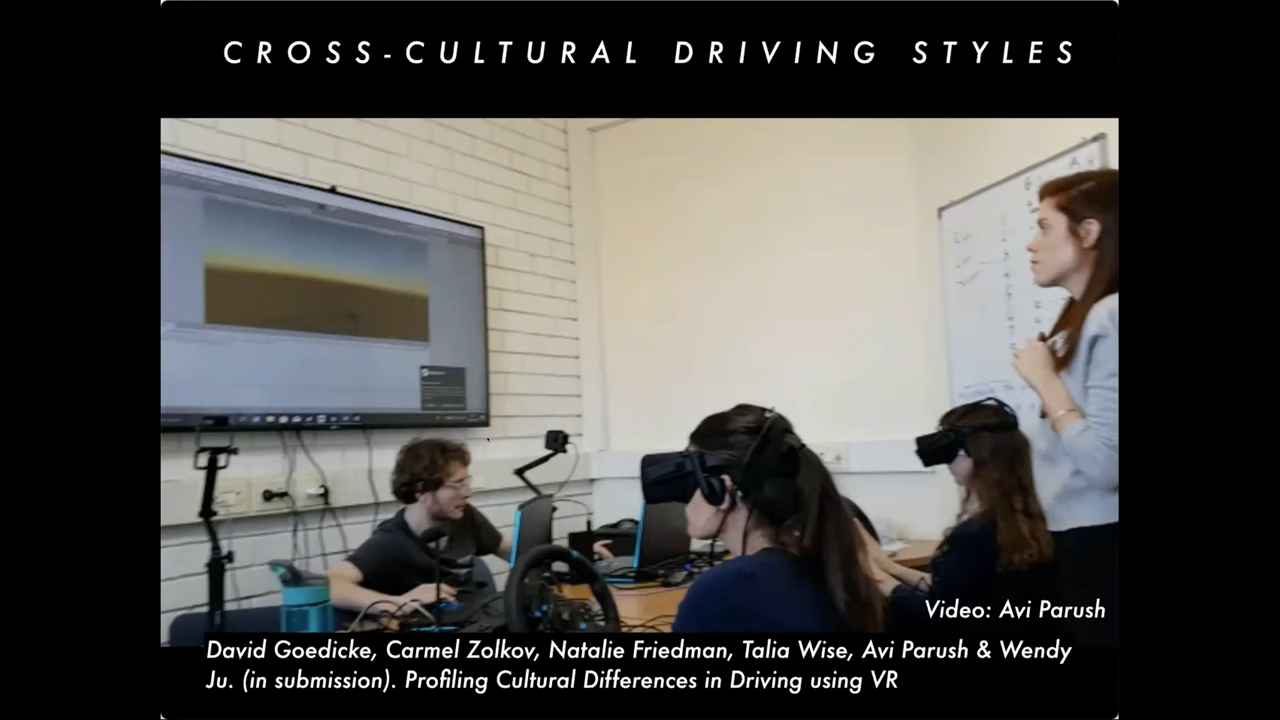 CROSS-CULTURAL DRIVING STYLES
Video: Avi Parush
David Goedicke, Carmel Zolkov, Natalie Friedman, Talia Wise, Avi Parush & Wendy
Ju. (in submission). Profiling Cultural Differences in Driving using VR